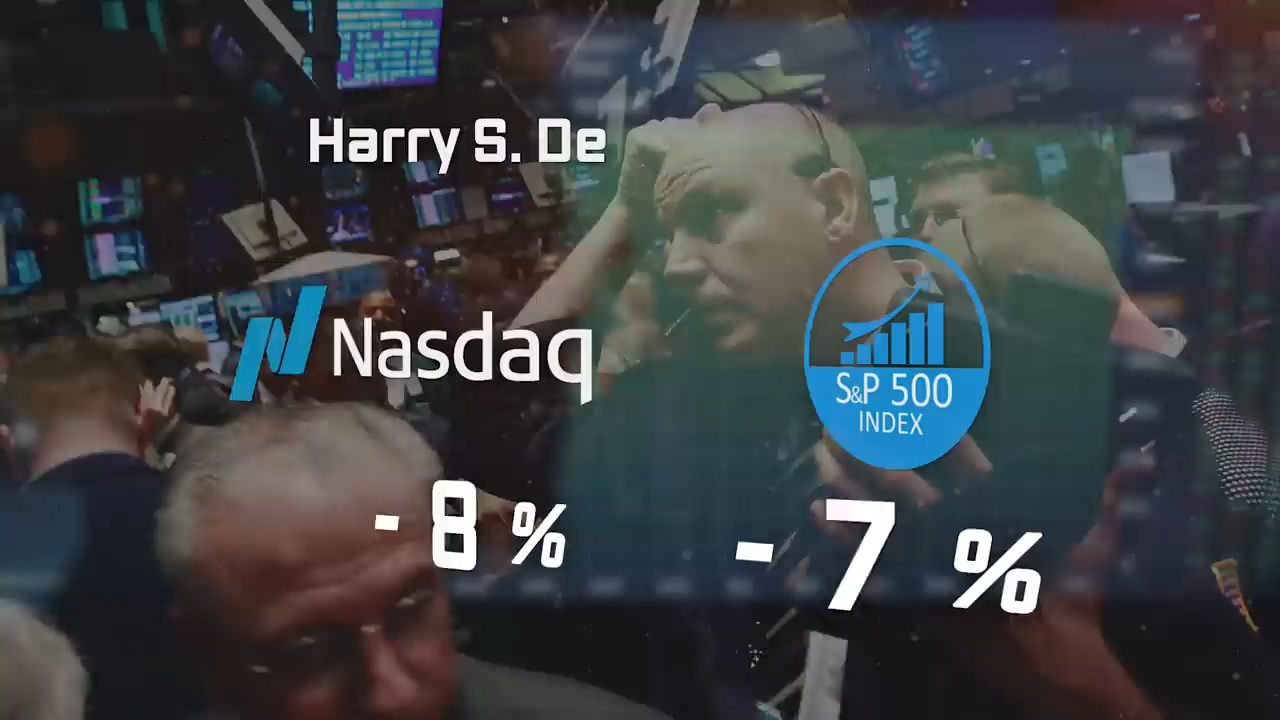 Harry S. De
Nasdaq
S&P 500
INDEX
- 8 %
- 7 %